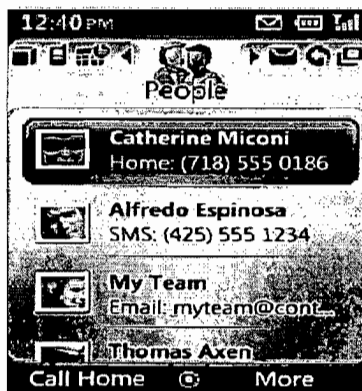 12:40 PM
People
Catherine Miconi
Home: (718) 555 0186
Alfredo Espinosa
SMS: (425) 555 1234
My Team
Email: myteam@cont...
Thomas Axen
Call Home
More